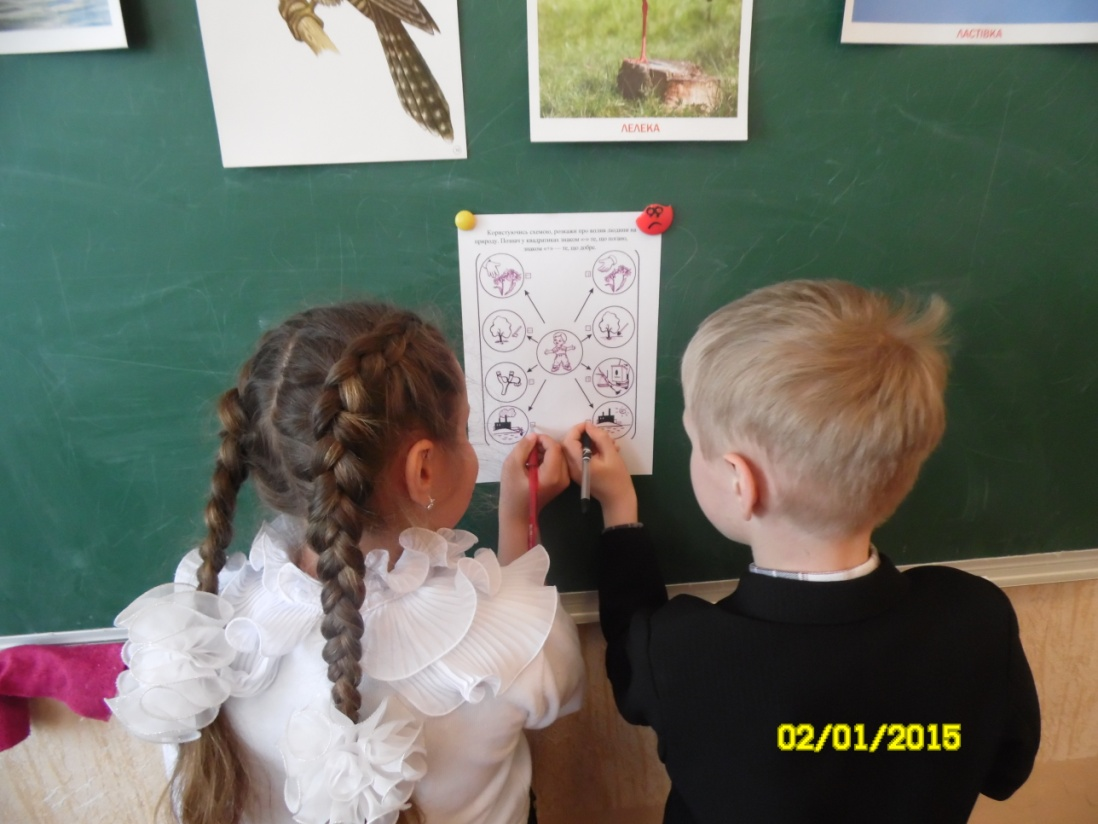 ЛЕЛЕКА
ЛАСТІВКА
Користуючись схемою, розкажи про вплив людини на
природу. Познач у квадратиках знаком «–» те, що погано,
знаком «+» — те, що добре.
02/01/2015